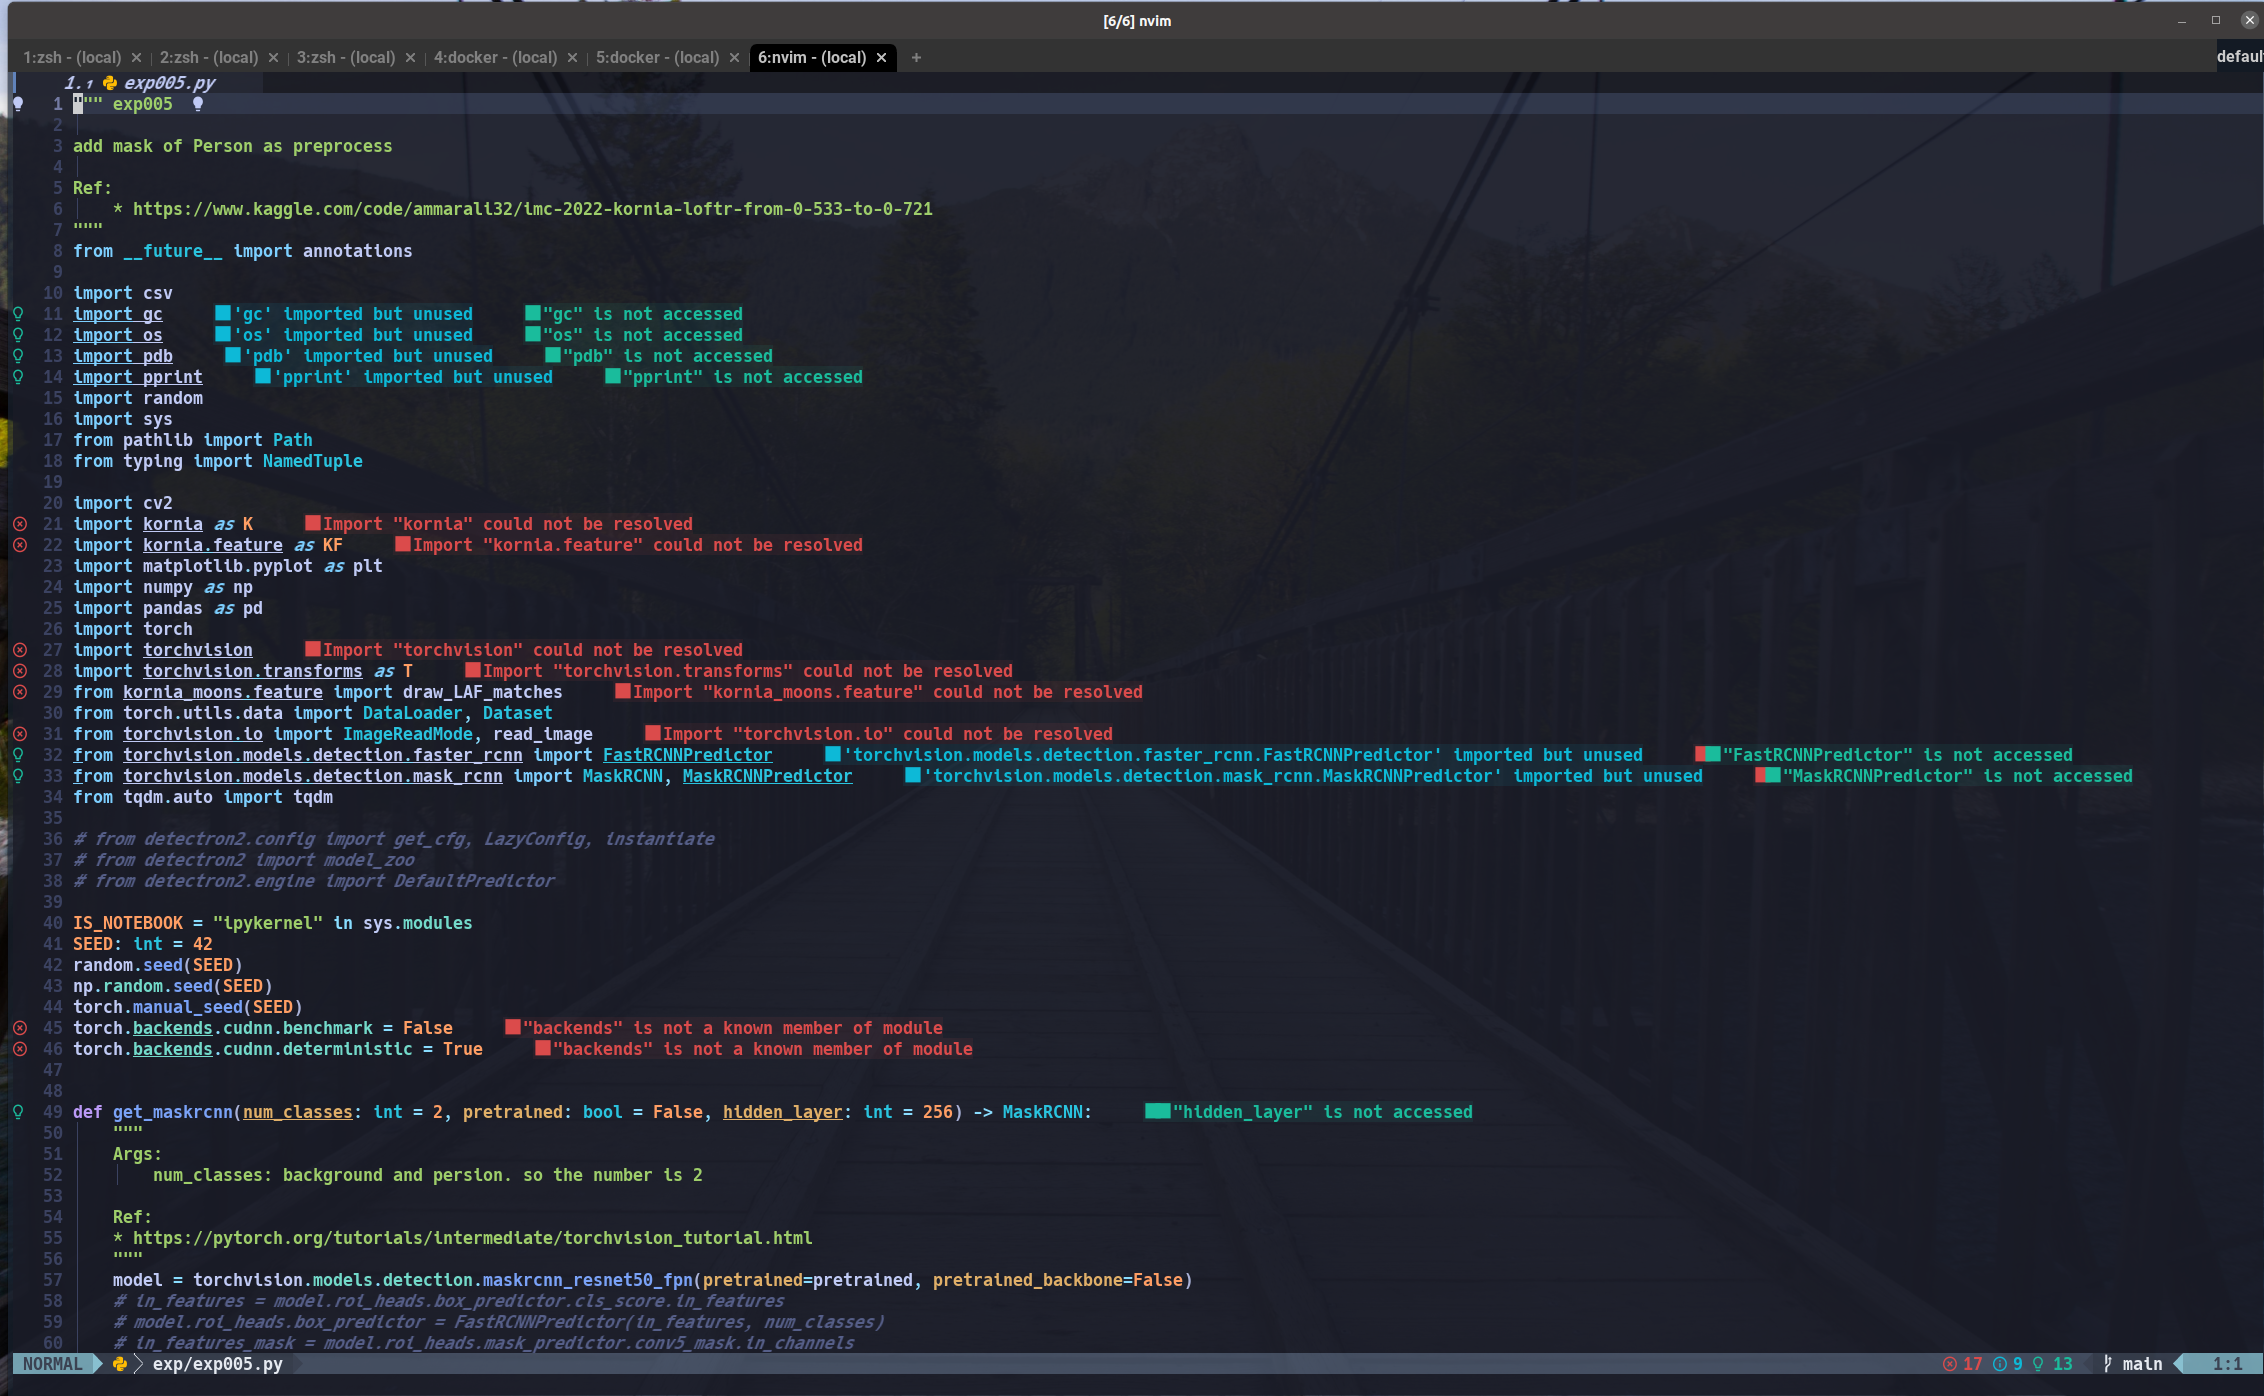 [6/6] nvim
1:zsh - (local) × 2:zsh - (local) × 3:zsh - (local) × 4:docker - (local) × 5:docker - (local) × 6:nvim - (local) × + defaul
1.1 exp005.py
1 """ exp005
2
3 add mask of Person as preprocess
4
5 Ref:
6     * https://www.kaggle.com/code/ammarali32/imc-2022-kornia-loftr-from-0-533-to-0-721
7 """
8 from __future__ import annotations
9
10 import csv
11 import gc 'gc' imported but unused "gc" is not accessed
12 import os 'os' imported but unused "os" is not accessed
13 import pdb 'pdb' imported but unused "pdb" is not accessed
14 import pprint 'pprint' imported but unused "pprint" is not accessed
15 import random
16 import sys
17 from pathlib import Path
18 from typing import NamedTuple
19
20 import cv2
21 import kornia as K Import "kornia" could not be resolved
22 import kornia.feature as KF Import "kornia.feature" could not be resolved
23 import matplotlib.pyplot as plt
24 import numpy as np
25 import pandas as pd
26 import torch
27 import torchvision Import "torchvision" could not be resolved
28 import torchvision.transforms as T Import "torchvision.transforms" could not be resolved
29 from kornia_moons.feature import draw_LAF_matches Import "kornia_moons.feature" could not be resolved
30 from torch.utils.data import DataLoader, Dataset
31 from torchvision.io import ImageReadMode, read_image Import "torchvision.io" could not be resolved
32 from torchvision.models.detection.faster_rcnn import FastRCNNPredictor 'torchvision.models.detection.faster_rcnn.FastRCNNPredictor' imported but unused "FastRCNNPredictor" is not accessed
33 from torchvision.models.detection.mask_rcnn import MaskRCNN, MaskRCNNPredictor 'torchvision.models.detection.mask_rcnn.MaskRCNNPredictor' imported but unused "MaskRCNNPredictor" is not accessed
34 from tqdm.auto import tqdm
35
36 # from detectron2.config import get_cfg, LazyConfig, instantiate
37 # from detectron2 import model_zoo
38 # from detectron2.engine import DefaultPredictor
39
40 IS_NOTEBOOK = "ipykernel" in sys.modules
41 SEED: int = 42
42 random.seed(SEED)
43 np.random.seed(SEED)
44 torch.manual_seed(SEED)
45 torch.backends.cudnn.benchmark = False "backends" is not a known member of module
46 torch.backends.cudnn.deterministic = True "backends" is not a known member of module
47
48
49 def get_maskrcnn(num_classes: int = 2, pretrained: bool = False, hidden_layer: int = 256) -> MaskRCNN: "hidden_layer" is not accessed
50     """
51     Args:
52         num_classes: background and persion. so the number is 2
53
54     Ref:
55     * https://pytorch.org/tutorials/intermediate/torchvision_tutorial.html
56     """
57     model = torchvision.models.detection.maskrcnn_resnet50_fpn(pretrained=pretrained, pretrained_backbone=False)
58     # in_features = model.roi_heads.box_predictor.cls_score.in_features
59     # model.roi_heads.box_predictor = FastRCNNPredictor(in_features, num_classes)
60     # in_features_mask = model.roi_heads.mask_predictor.conv5_mask.in_channels
NORMAL exp/exp005.py 17 9 13 main 1:1